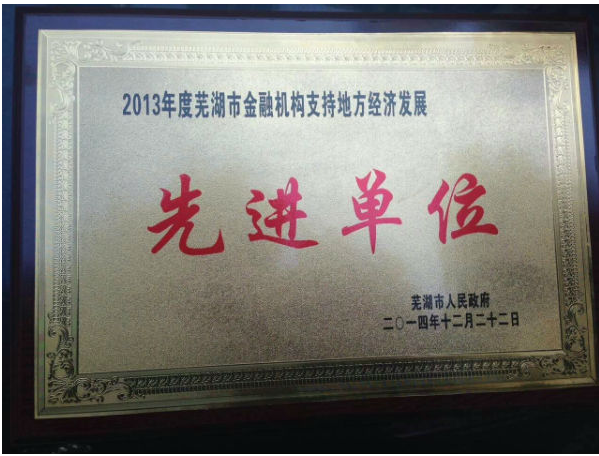 2013年度芜湖市金融机构支持地方经济发展
先进单位
芜湖市人民政府
二〇一四年十二月二十二日